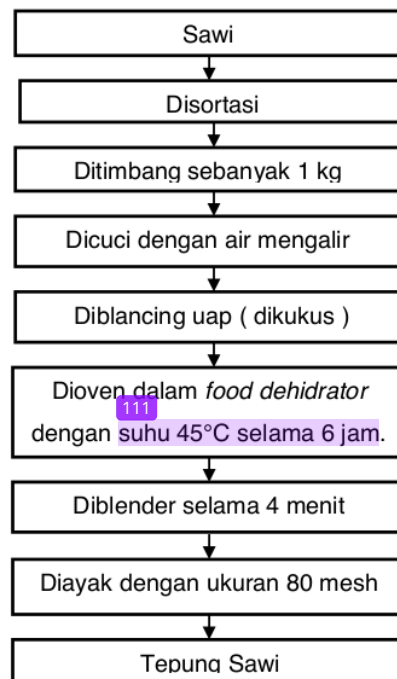 Sawi
Disortasi
Ditimbang sebanyak 1 kg
Dicuci dengan air mengalir
Diblancing uap ( dikukus )
Dioven dalam food dehidrator
111
dengan suhu 45°C selama 6 jam.
Diblender selama 4 menit
Diayak dengan ukuran 80 mesh
Tepung Sawi